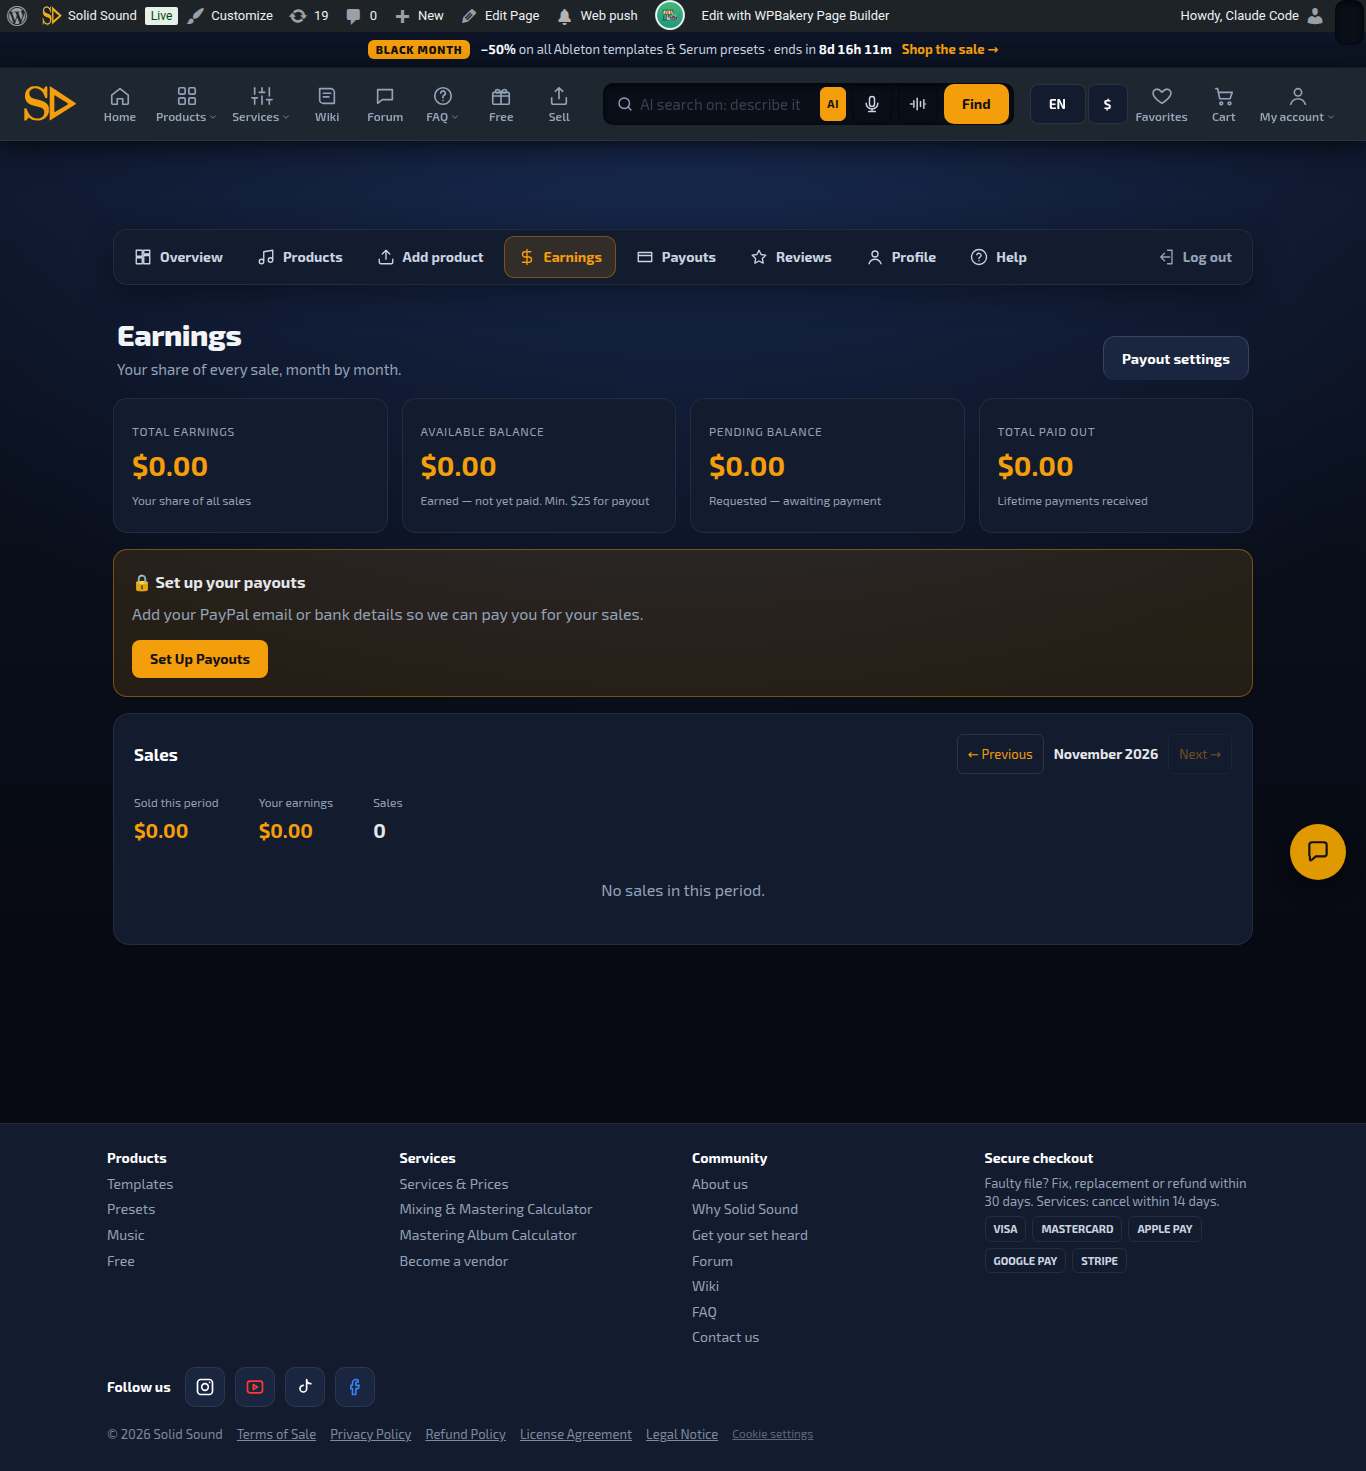 Solid Sound Live Customize 19 0 New Edit Page Web push Edit with WPBakery Page Builder Howdy, Claude Code
BLACK MONTH −50% on all Ableton templates & Serum presets · ends in 8d 16h 11m Shop the sale →
Home Products Services Wiki Forum FAQ Free Sell AI search on: describe it AI Find EN $ Favorites Cart My account
Overview Products Add product Earnings Payouts Reviews Profile Help Log out
Earnings
Your share of every sale, month by month.
Payout settings
TOTAL EARNINGS
$0.00
Your share of all sales
AVAILABLE BALANCE
$0.00
Earned — not yet paid. Min. $25 for payout
PENDING BALANCE
$0.00
Requested — awaiting payment
TOTAL PAID OUT
$0.00
Lifetime payments received
Set up your payouts
Add your PayPal email or bank details so we can pay you for your sales.
Set Up Payouts
Sales
← Previous November 2026 Next →
Sold this period
$0.00
Your earnings
$0.00
Sales
0
No sales in this period.
Products
Templates
Presets
Music
Free
Services
Services & Prices
Mixing & Mastering Calculator
Mastering Album Calculator
Become a vendor
Community
About us
Why Solid Sound
Get your set heard
Forum
Wiki
FAQ
Contact us
Secure checkout
Faulty file? Fix, replacement or refund within
30 days. Services: cancel within 14 days.
VISA MASTERCARD APPLE PAY
GOOGLE PAY STRIPE
Follow us
© 2026 Solid Sound Terms of Sale Privacy Policy Refund Policy License Agreement Legal Notice Cookie settings